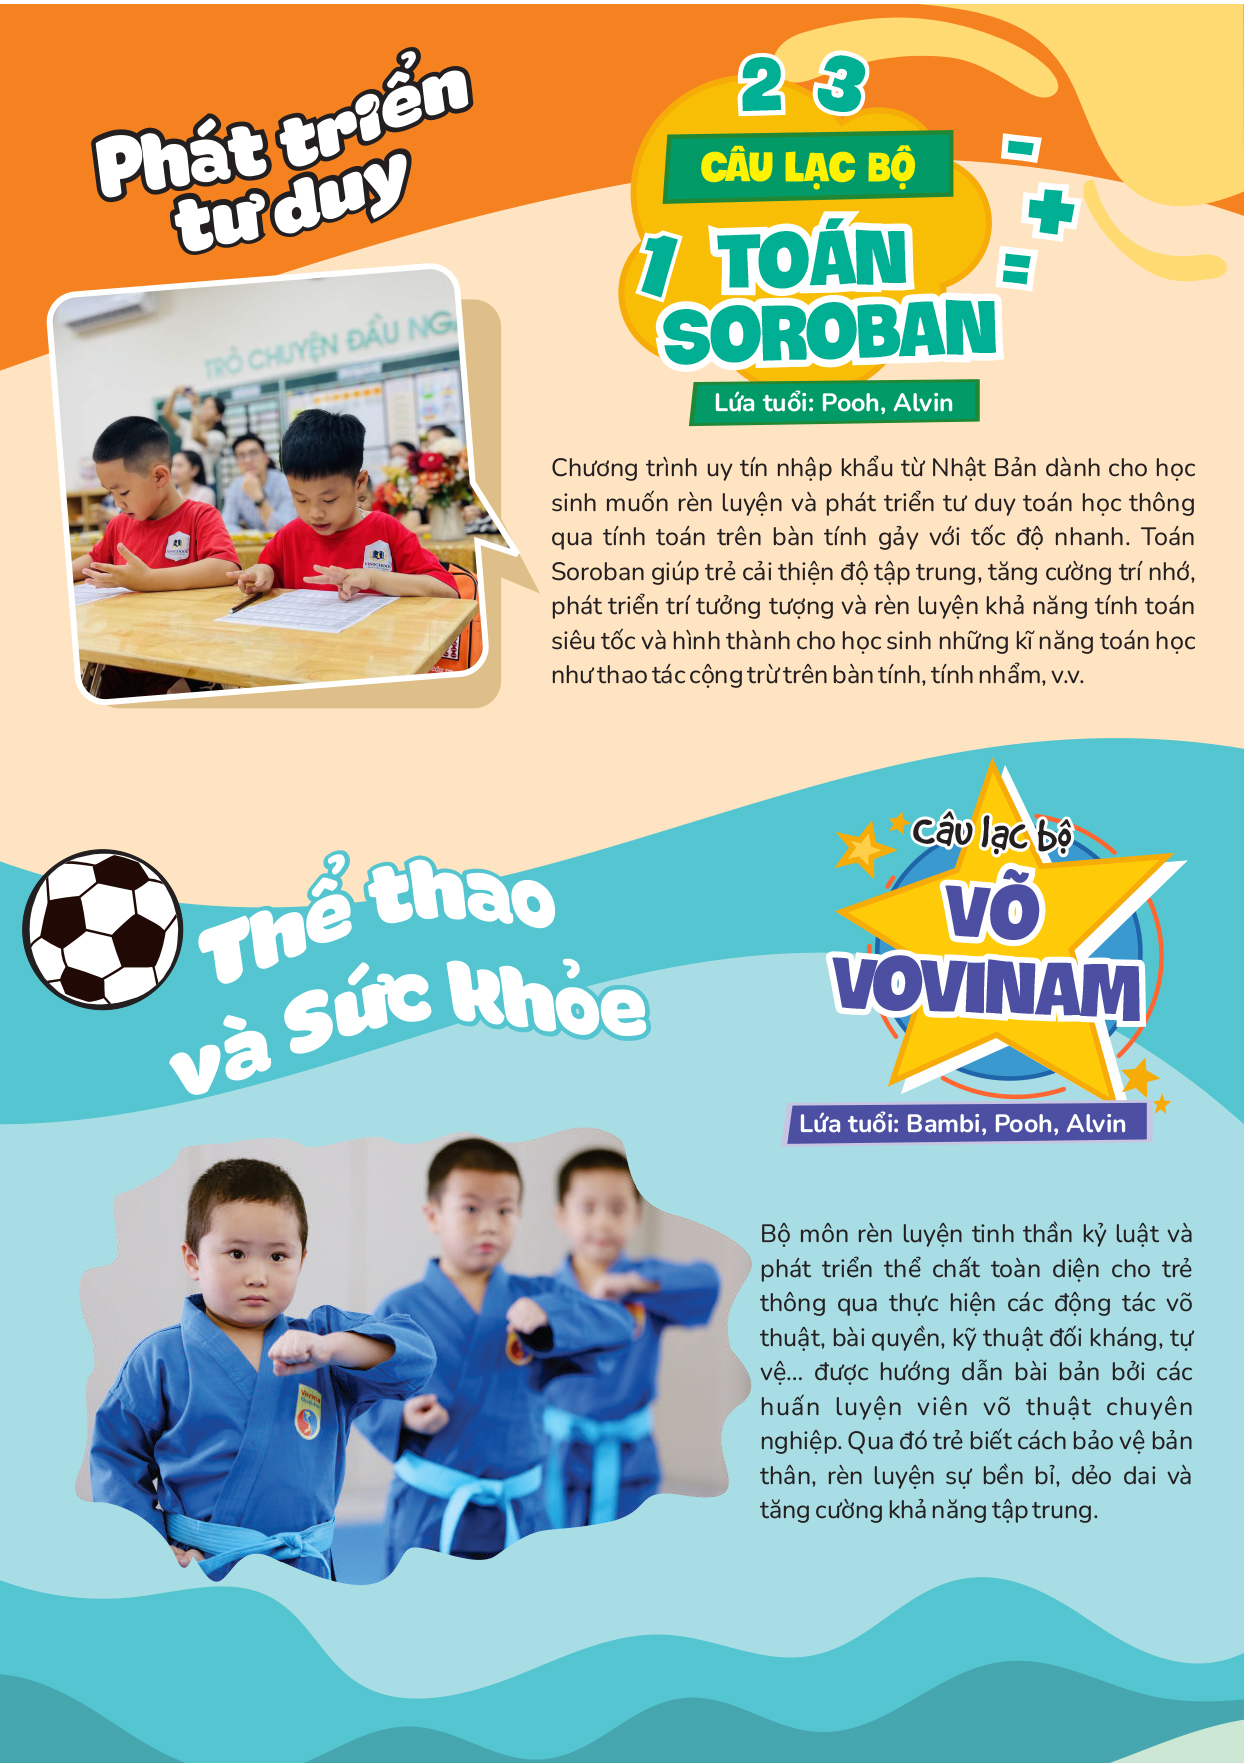 Phát triển
tư duy
2 3
CÂU LẠC BỘ
1 TOÁN
SOROBAN
- + =
Lứa tuổi: Pooh, Alvin
TRÒ CHUYỆN ĐẦU
VINSCHOOL
Chương trình uy tín nhập khẩu từ Nhật Bản dành cho học
sinh muốn rèn luyện và phát triển tư duy toán học thông
qua tính toán trên bàn tính gảy với tốc độ nhanh. Toán
Soroban giúp trẻ cải thiện độ tập trung, tăng cường trí nhớ,
phát triển trí tưởng tượng và rèn luyện khả năng tính toán
siêu tốc và hình thành cho học sinh những kĩ năng toán học
như thao tác cộng trừ trên bàn tính, tính nhẩm, v.v.
Thể thao
và Sức khỏe
Câu lạc bộ
VÕ
VOVINAM
Lứa tuổi: Bambi, Pooh, Alvin
Bộ môn rèn luyện tinh thần kỷ luật và
phát triển thể chất toàn diện cho trẻ
thông qua thực hiện các động tác võ
thuật, bài quyền, kỹ thuật đối kháng, tự
vệ... được hướng dẫn bài bản bởi các
huấn luyện viên võ thuật chuyên
nghiệp. Qua đó trẻ biết cách bảo vệ bản
thân, rèn luyện sự bền bỉ, dẻo dai và
tăng cường khả năng tập trung.